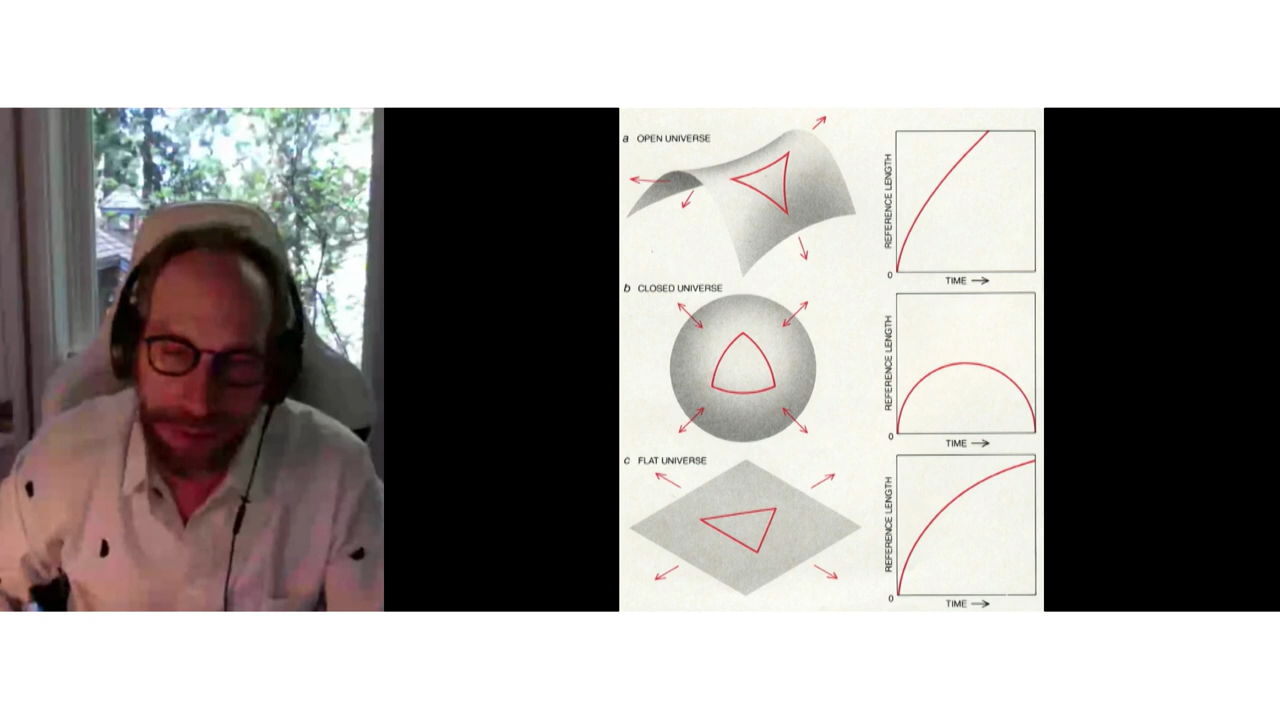 a OPEN UNIVERSE
REFERENCE LENGTH
0
TIME →
b CLOSED UNIVERSE
REFERENCE LENGTH
0
TIME →
c FLAT UNIVERSE
REFERENCE LENGTH
0
TIME →